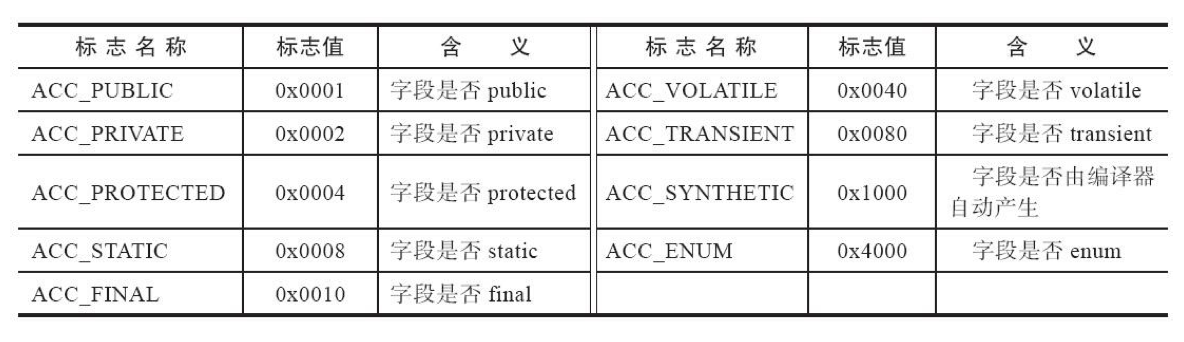 标志名称 标志值 含 义 标志名称 标志值 含 义
ACC_PUBLIC 0x0001 字段是否 public ACC_VOLATILE 0x0040 字段是否 volatile
ACC_PRIVATE 0x0002 字段是否 private ACC_TRANSIENT 0x0080 字段是否 transient
ACC_PROTECTED 0x0004 字段是否 protected ACC_SYNTHETIC 0x1000 字段是否由编译器
自动产生
ACC_STATIC 0x0008 字段是否 static ACC_ENUM 0x4000 字段是否 enum
ACC_FINAL 0x0010 字段是否 final